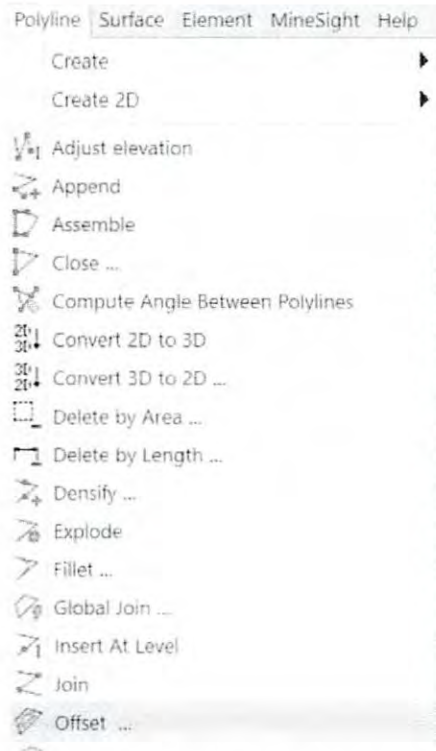 Polyline Surface Element MineSight Help
Create
Create 2D
Adjust elevation
Append
Assemble
Close ...
Compute Angle Between Polylines
Convert 2D to 3D
Convert 3D to 2D ...
Delete by Area ...
Delete by Length ...
Densify ...
Explode
Fillet ...
Global Join ...
Insert At Level
Join
Offset ...